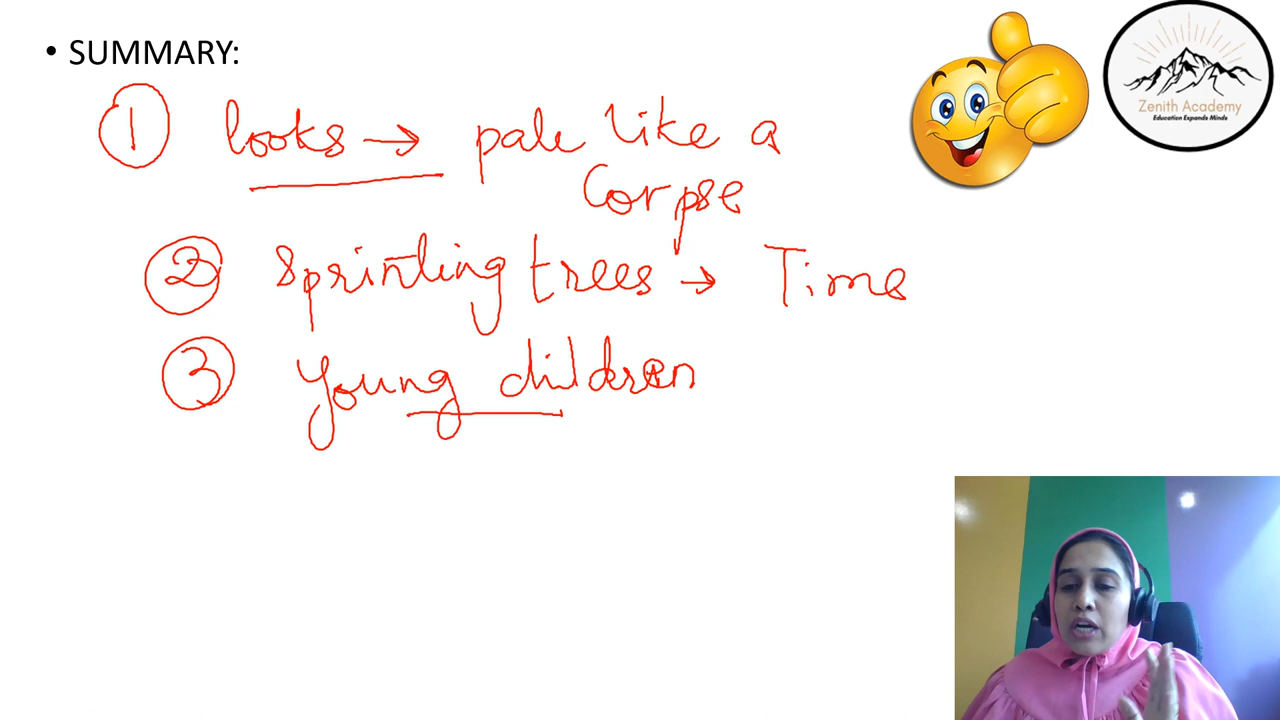 • SUMMARY:
Zenith Academy
Education Expands Minds
1 looks → pale like a
corpse
2 Sprinting trees → Time
3 Young children